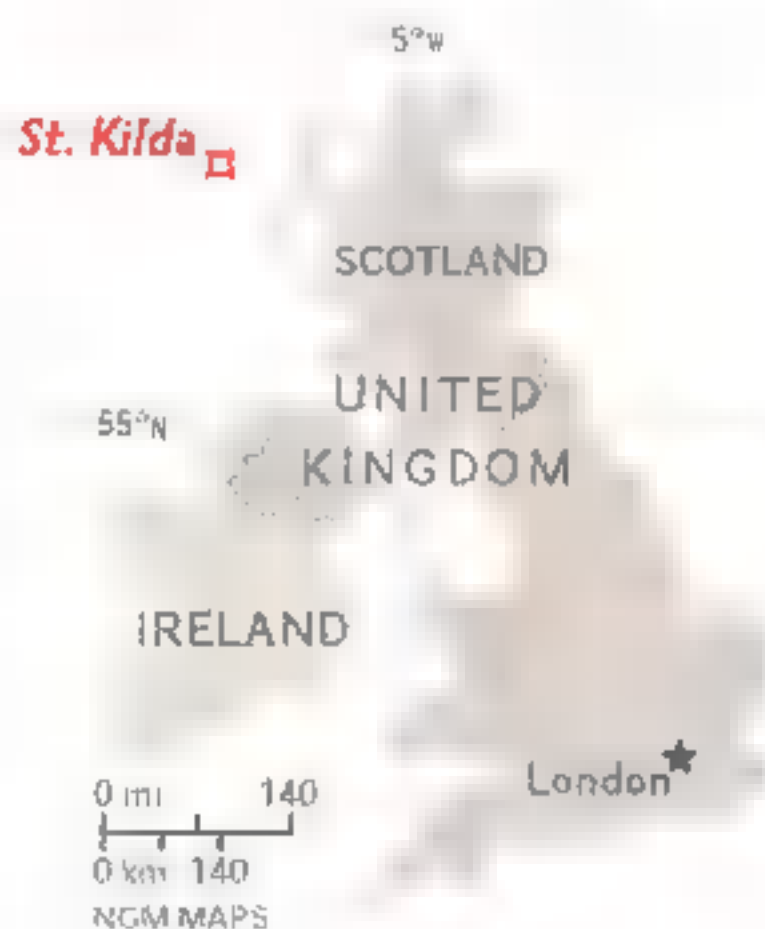 5°W
St. Kilda
SCOTLAND
UNITED
55°N
KINGDOM
IRELAND
London
0 mi 140
0 km 140
NGM MAPS